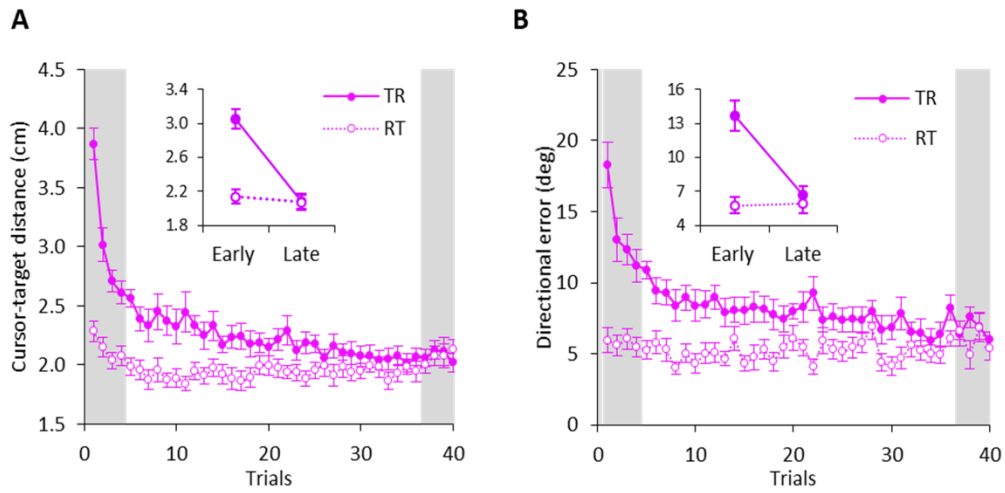 A
Cursor-target distance (cm)
4.5
4.0
3.5
3.0
2.5
2.0
1.5
0
10
20
30
40
Trials
3.4
3.0
2.6
2.2
1.8
Early
Late
TR
RT
B
Directional error (deg)
25
20
15
10
5
0
0
10
20
30
40
Trials
16
13
10
7
4
Early
Late
TR
RT